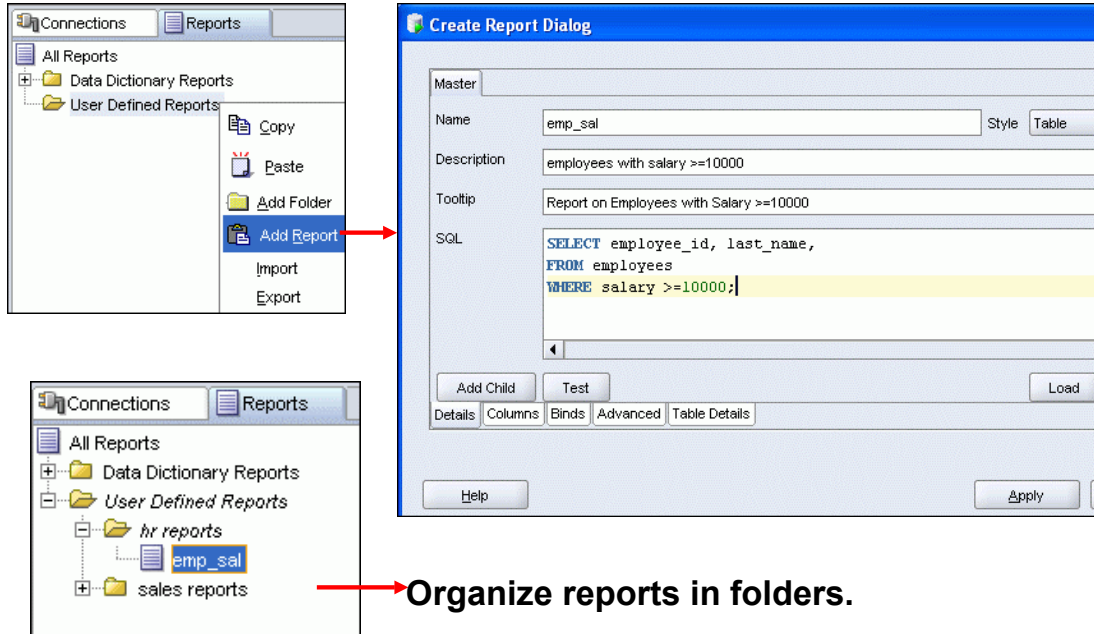 Connections
Reports
All Reports
Data Dictionary Reports
User Defined Reports
Copy
Paste
Add Folder
Add Report
Import
Export
Create Report Dialog
Master
Name
emp_sal
Style
Table
Description
employees with salary >=10000
Tooltip
Report on Employees with Salary >=10000
SQL
SELECT employee_id, last_name,
FROM employees
WHERE salary >=10000;
Add Child
Test
Load
Details
Columns
Binds
Advanced
Table Details
Help
Apply
Connections
Reports
All Reports
Data Dictionary Reports
User Defined Reports
hr reports
emp_sal
sales reports
Organize reports in folders.